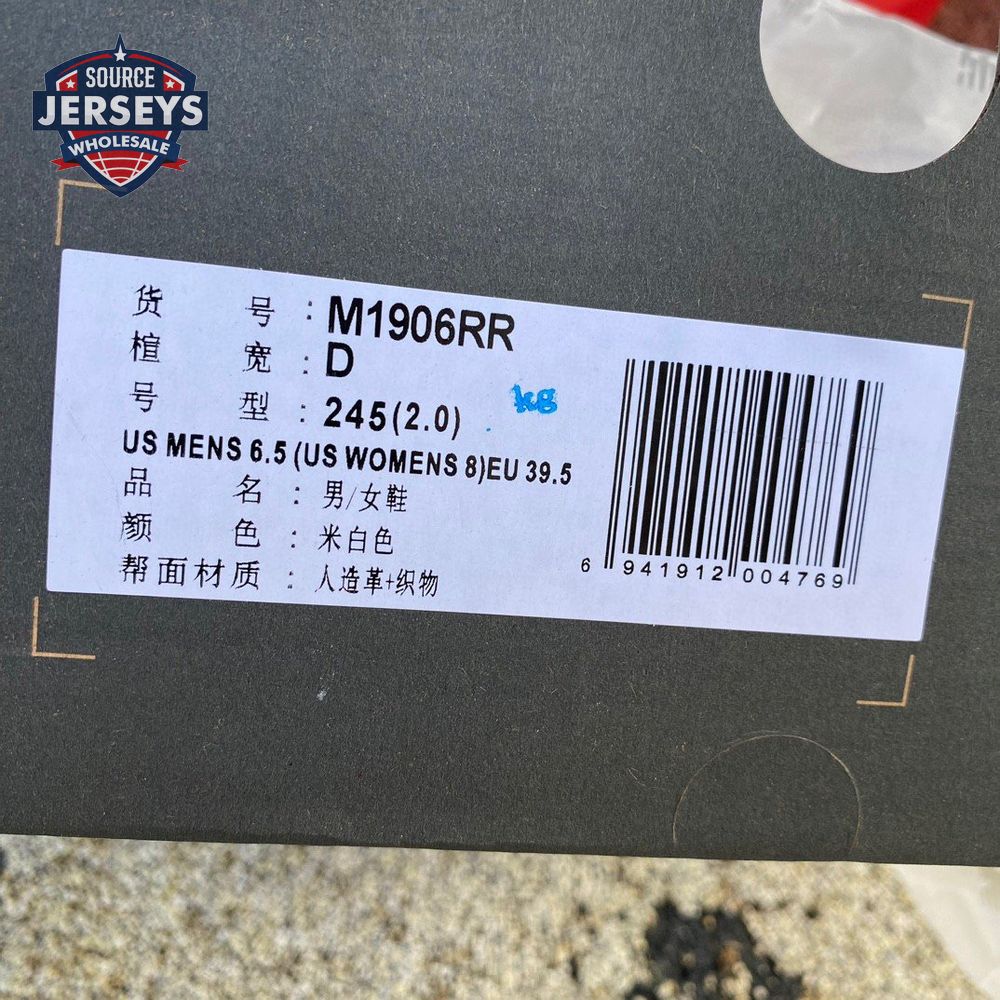 SOURCE
JERSEYS
WHOLESALE
货 号 : M1906RR
楦 宽 : D
号 型 : 245(2.0)
kg
US MENS 6.5 (US WOMENS 8)EU 39.5
品 名 : 男/女鞋
颜 色 : 米白色
帮面材质 : 人造革+织物
6 941912 004769